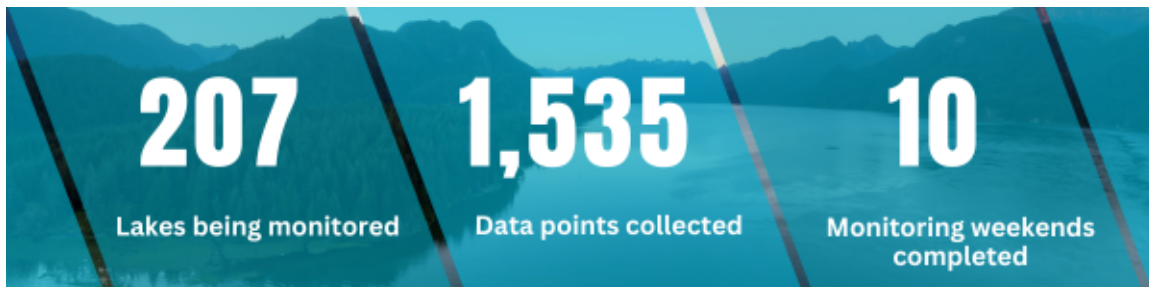 207
Lakes being monitored
1,535
Data points collected
10
Monitoring weekends
completed